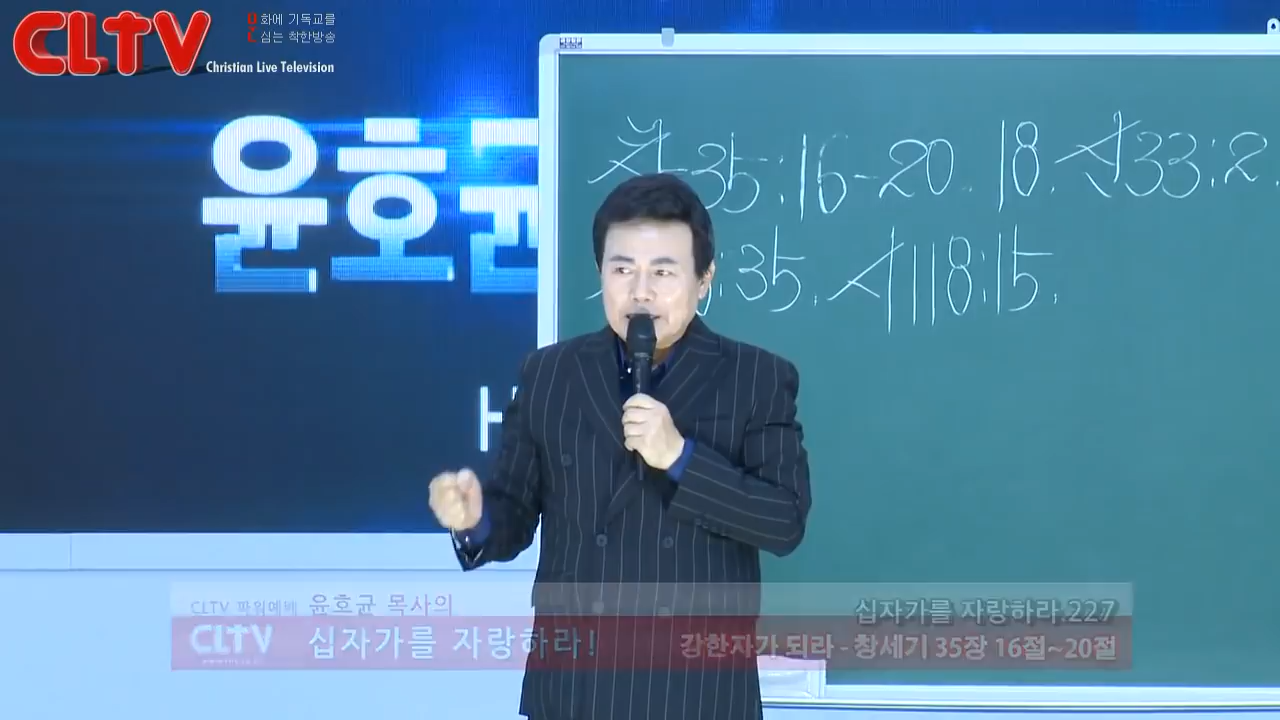 CLTV
문화에 기독교를
심는 착한방송
Christian Live Television
윤호균
창35:16-20. 18. 신33:2.
:35. 시118:15.
H
CLTV 파워예배 윤호균 목사의
십자가를 자랑하라.227
CLTV 십자가를 자랑하라!
강한자가 되라 - 창세기 35장 16절~20절